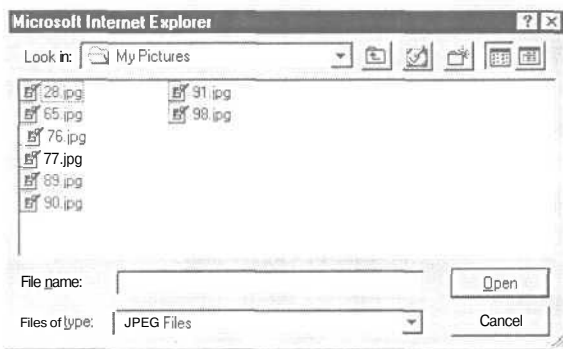 Microsoft Internet Explorer
Look in: My Pictures
28.jpg
65.jpg
76.jpg
77.jpg
89.jpg
90.jpg
91.jpg
98.jpg
File name:
Open
Files of type: JPEG Files
Cancel